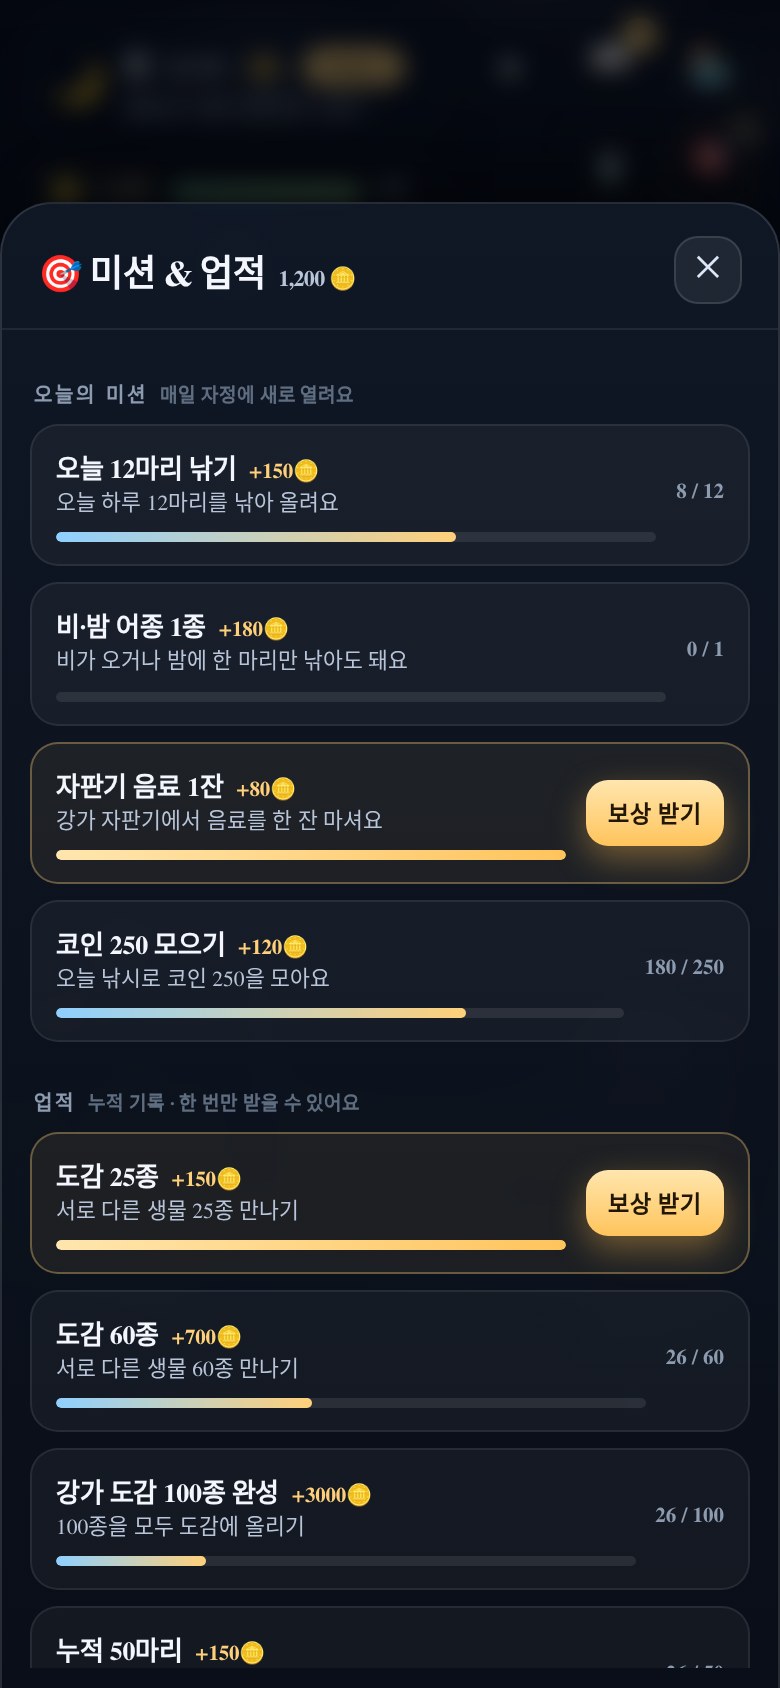 미션 & 업적 1,200
오늘의 미션 매일 자정에 새로 열려요
오늘 12마리 낚기 +150
오늘 하루 12마리를 낚아 올려요
8 / 12
비·밤 어종 1종 +180
비가 오거나 밤에 한 마리만 낚아도 돼요
0 / 1
자판기 음료 1잔 +80
강가 자판기에서 음료를 한 잔 마셔요
보상 받기
코인 250 모으기 +120
오늘 낚시로 코인 250을 모아요
180 / 250
업적 누적 기록 · 한 번만 받을 수 있어요
도감 25종 +150
서로 다른 생물 25종 만나기
보상 받기
도감 60종 +700
서로 다른 생물 60종 만나기
26 / 60
강가 도감 100종 완성 +3000
100종을 모두 도감에 올리기
26 / 100
누적 50마리 +150